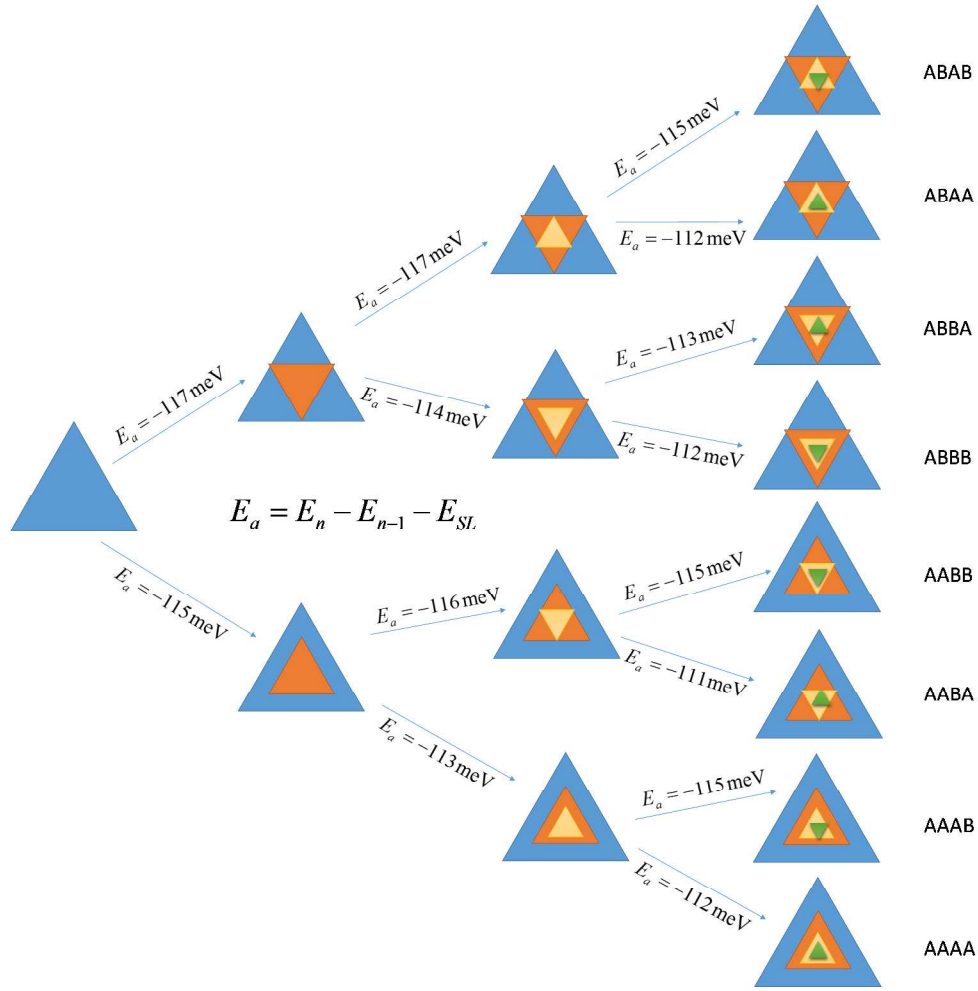 ABAB
E_a = −115 meV
ABAA
E_a = −112 meV
E_a = −117 meV
ABBA
E_a = −113 meV
E_a = −117 meV
E_a = −114 meV
ABBB
E_a = −112 meV
E_a = E_n − E_{n−1} − E_{SL}
E_a = −115 meV
AABB
E_a = −116 meV
E_a = −115 meV
E_a = −111 meV
AABA
E_a = −113 meV
E_a = −115 meV
AAAB
E_a = −112 meV
AAAA